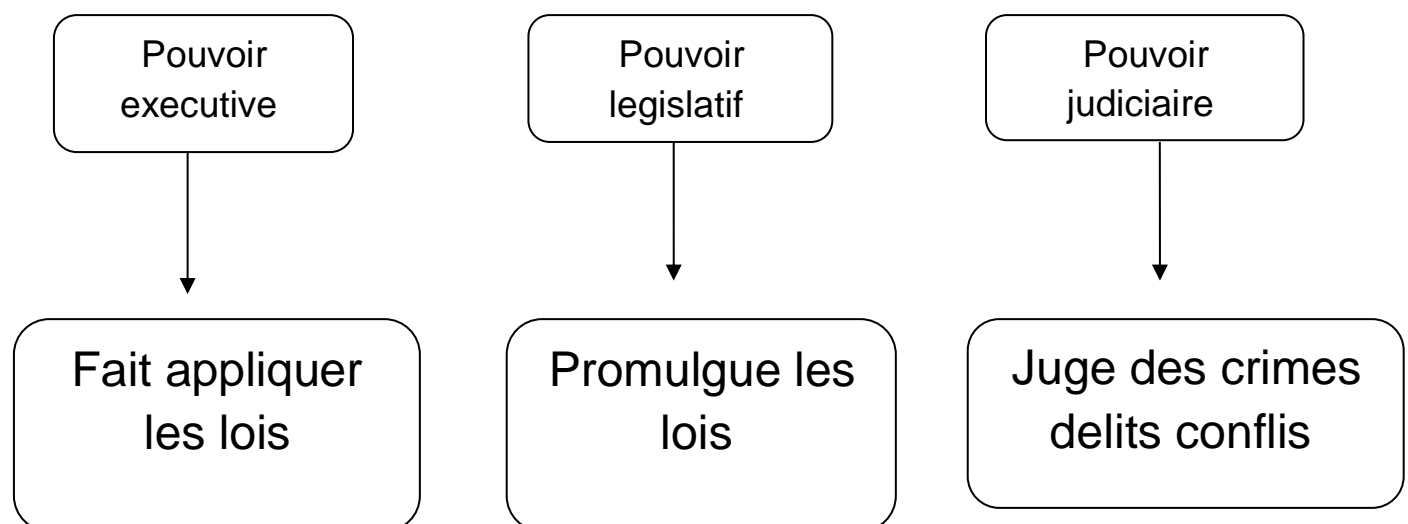 Pouvoir
executive
Pouvoir
legislatif
Pouvoir
judiciaire
Fait appliquer
les lois
Promulgue les
lois
Juge des crimes
delits conflis